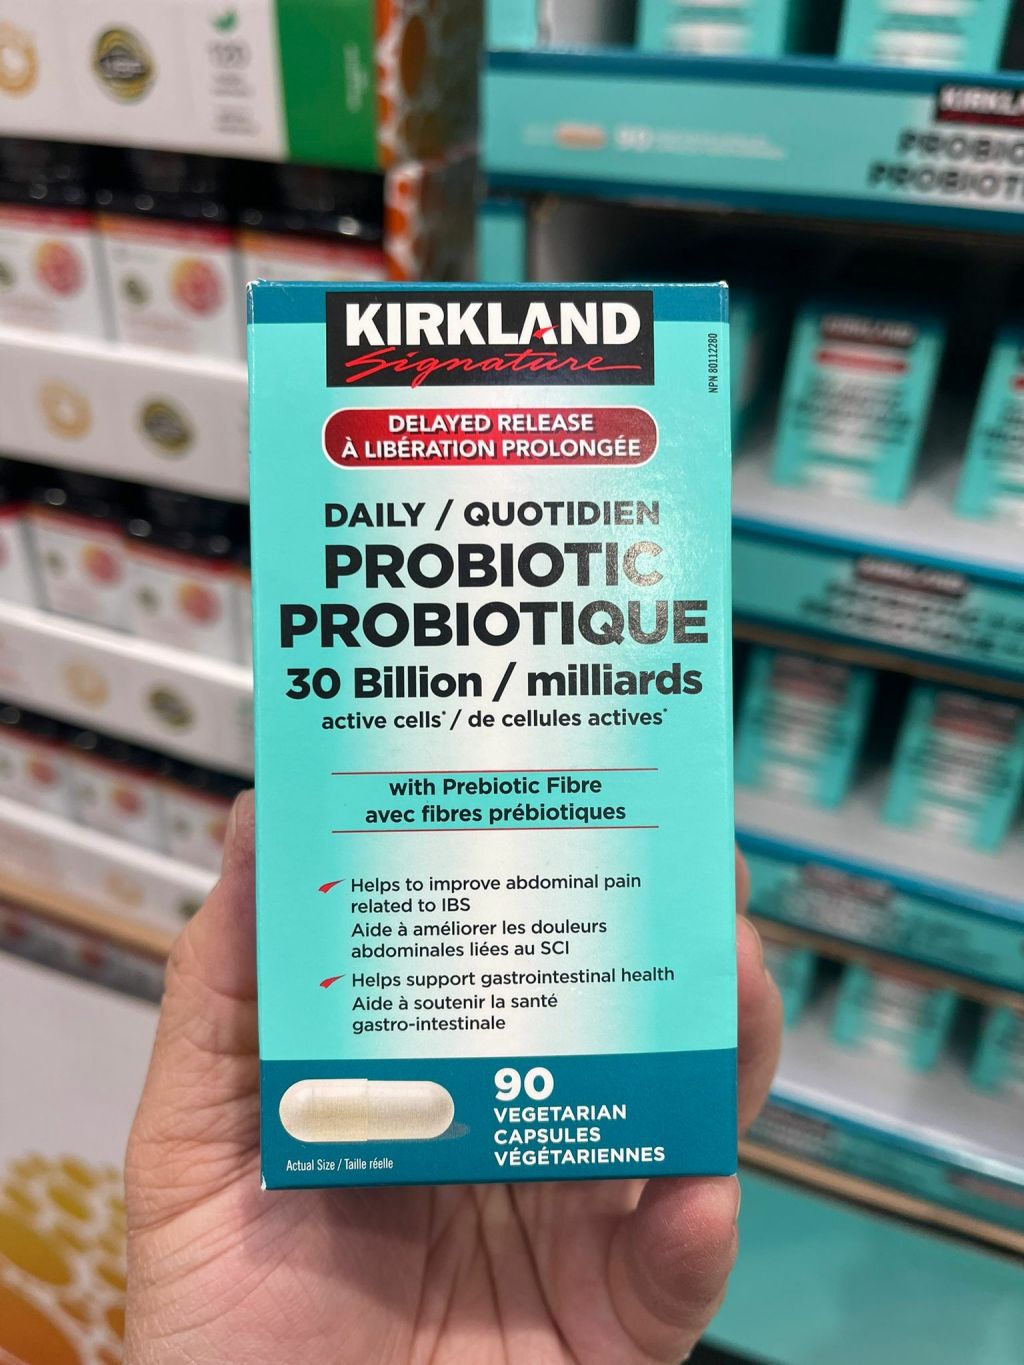 KIRKLAND
Signature
NPN 80112280
DELAYED RELEASE
À LIBÉRATION PROLONGÉE
DAILY / QUOTIDIEN
PROBIOTIC
PROBIOTIQUE
30 Billion / milliards
active cells* / de cellules actives*
with Prebiotic Fibre
avec fibres prébiotiques
Helps to improve abdominal pain
related to IBS
Aide à améliorer les douleurs
abdominales liées au SCI
Helps support gastrointestinal health
Aide à soutenir la santé
gastro-intestinale
90
VEGETARIAN
CAPSULES
VÉGÉTARIENNES
Actual Size / Taille réelle